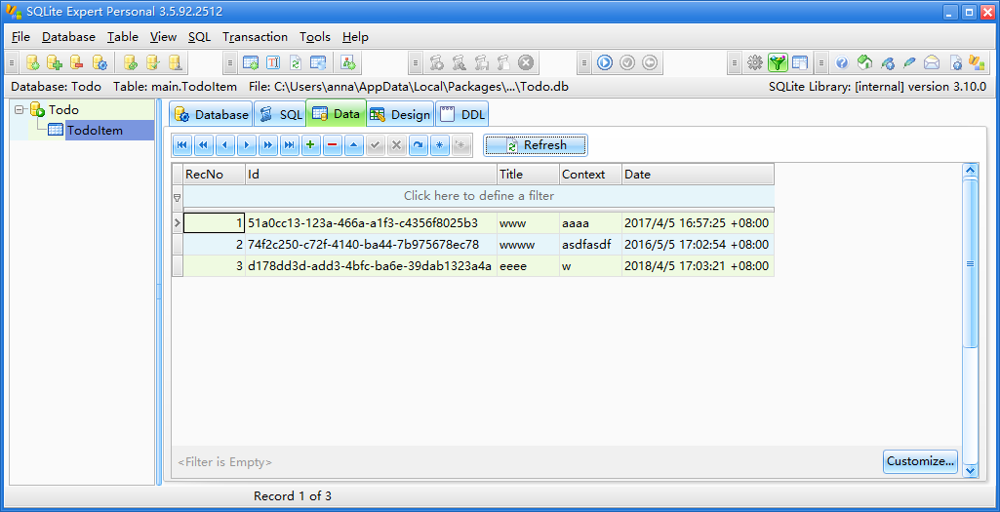 SQLite Expert Personal 3.5.92.2512
File Database Table View SQL Transaction Tools Help
Database: Todo Table: main.TodoItem File: C:\Users\anna\AppData\Local\Packages\...\Todo.db SQLite Library: [internal] version 3.10.0
Todo
TodoItem
Database SQL Data Design DDL
Refresh
RecNo Id Title Context Date
Click here to define a filter
1 51a0cc13-123a-466a-a1f3-c4356f8025b3 www aaaa 2017/4/5 16:57:25 +08:00
2 74f2c250-c72f-4140-ba44-7b975678ec78 wwww asdfasdf 2016/5/5 17:02:54 +08:00
3 d178dd3d-add3-4bfc-ba6e-39dab1323a4a eeee w 2018/4/5 17:03:21 +08:00
<Filter is Empty> Customize...
Record 1 of 3